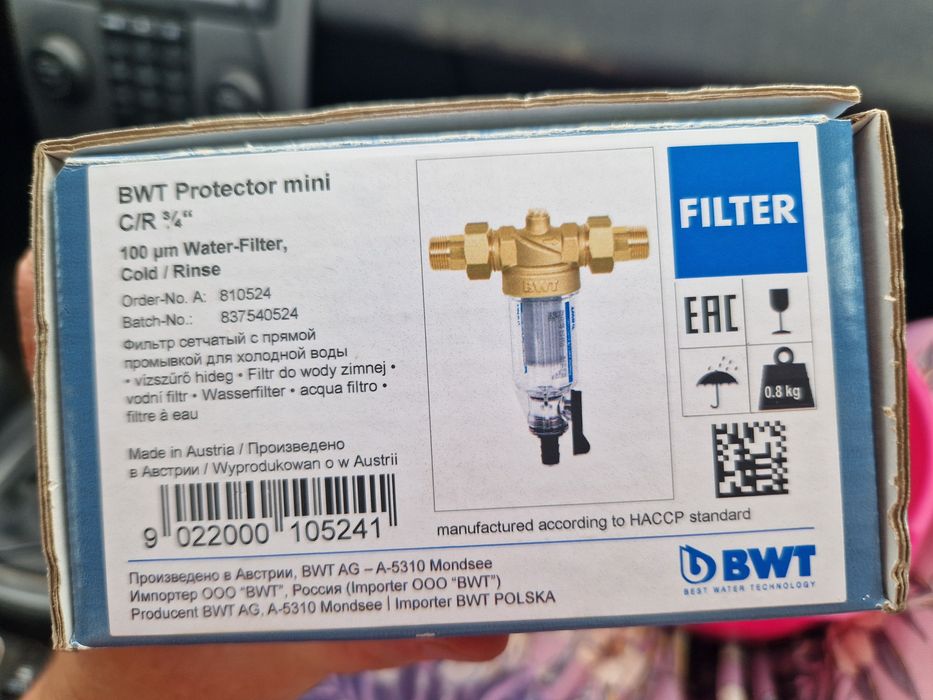 BWT Protector mini
C/R ¾“
100 µm Water-Filter,
Cold / Rinse
Order-No. A: 810524
Batch-No.: 837540524
Фильтр сетчатый с прямой
промывкой для холодной воды
• vízszűrő hideg • Filtr do wody zimnej •
vodní filtr • Wasserfilter • acqua filtro •
filtre à eau
Made in Austria / Произведено
в Австрии / Wyprodukowan o w Austrii
9 022000 105241
BWT
FILTER
EAC
0.8 kg
manufactured according to HACCP standard
Произведено в Австрии, BWT AG – A-5310 Mondsee
Импортер ООО “BWT”, Россия (Importer ООО “BWT”)
Producent BWT AG, A-5310 Mondsee | Importer BWT POLSKA
BWT
BEST WATER TECHNOLOGY